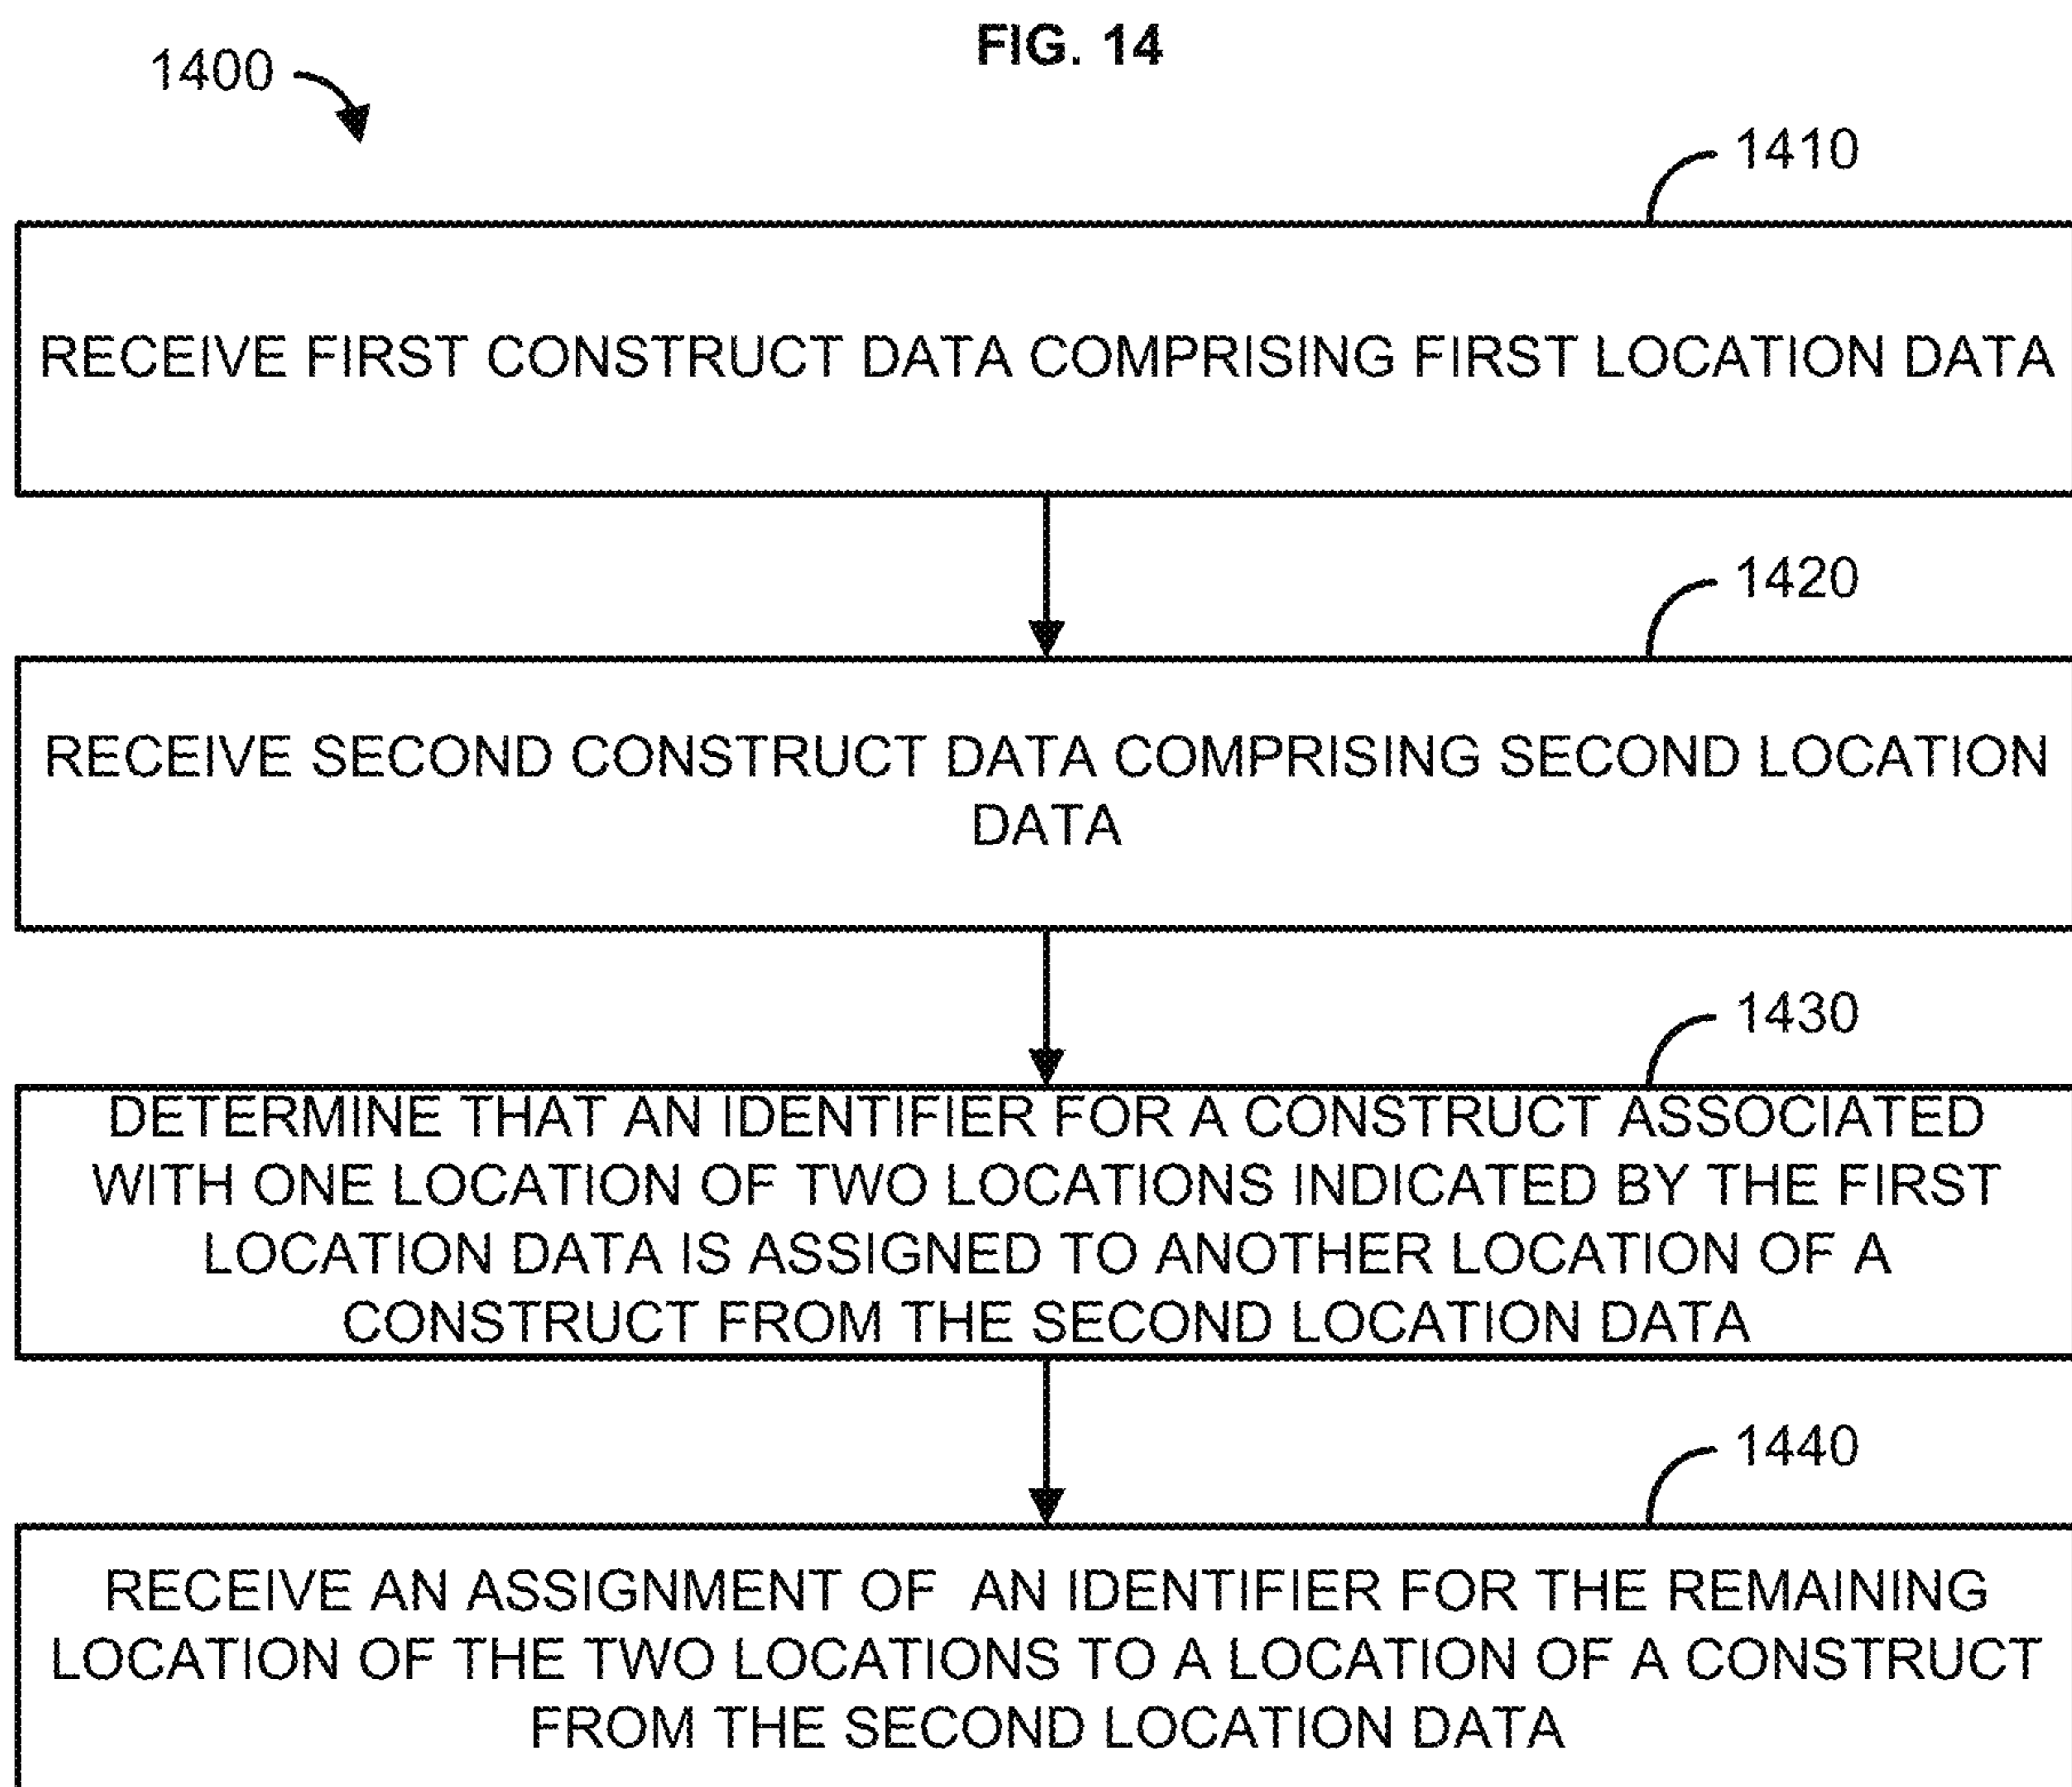 FIG. 14
1400
1410
RECEIVE FIRST CONSTRUCT DATA COMPRISING FIRST LOCATION DATA
1420
RECEIVE SECOND CONSTRUCT DATA COMPRISING SECOND LOCATION
DATA
1430
DETERMINE THAT AN IDENTIFIER FOR A CONSTRUCT ASSOCIATED
WITH ONE LOCATION OF TWO LOCATIONS INDICATED BY THE FIRST
LOCATION DATA IS ASSIGNED TO ANOTHER LOCATION OF A
CONSTRUCT FROM THE SECOND LOCATION DATA
1440
RECEIVE AN ASSIGNMENT OF AN IDENTIFIER FOR THE REMAINING
LOCATION OF THE TWO LOCATIONS TO A LOCATION OF A CONSTRUCT
FROM THE SECOND LOCATION DATA